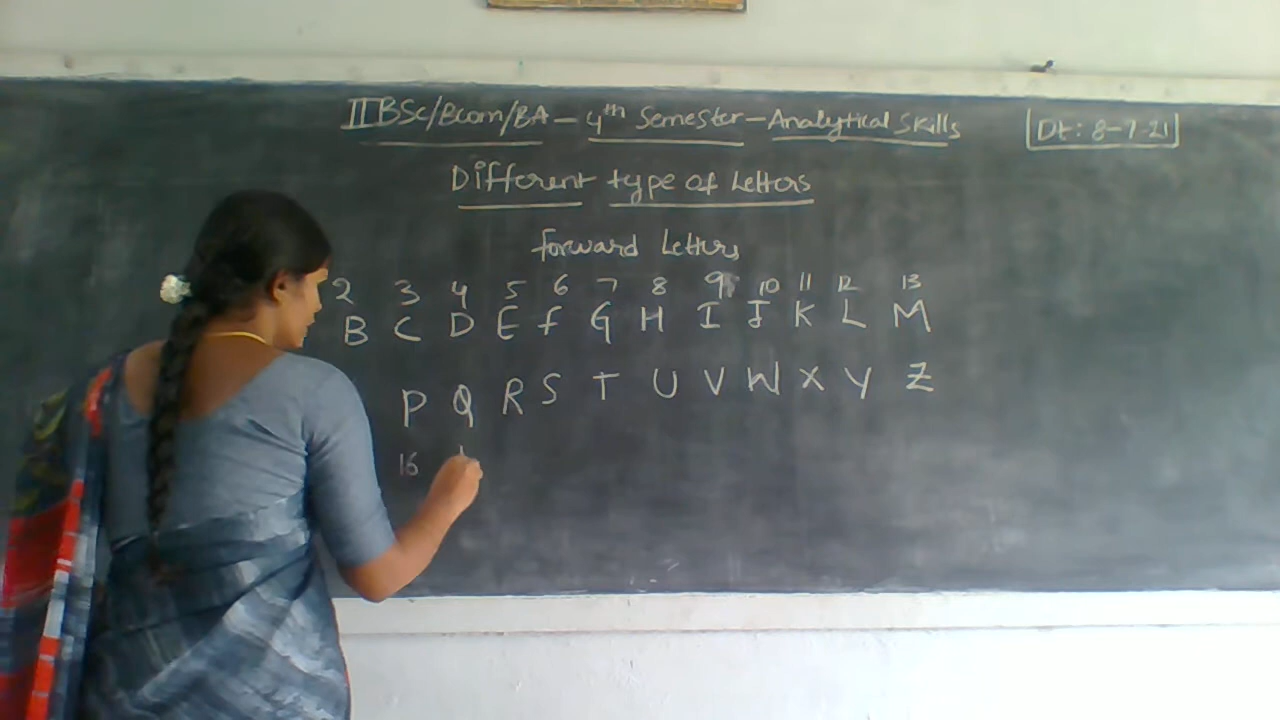 II BSc/Bcom/BA - 4th Semester - Analytical Skills
Dt: 8-7-21
Different type of Letters
forward Letters
2 3 4 5 6 7 8 9 10 11 12 13
B C D E f G H I J K L M
P Q R S T U V W X Y Z
16